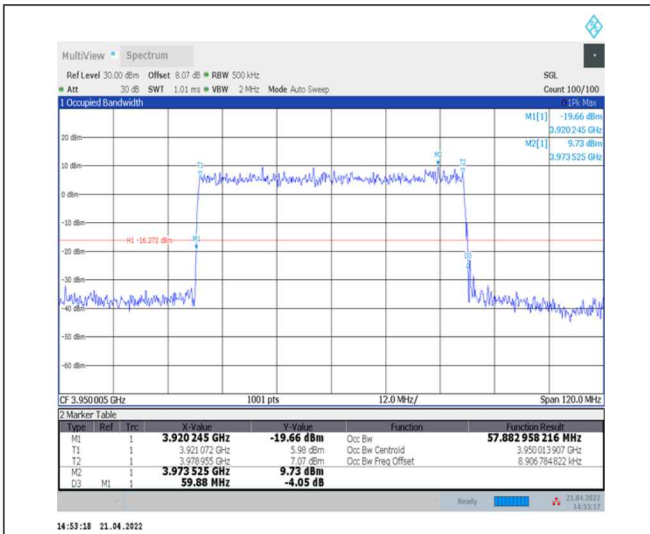 MultiView Spectrum
Ref Level 30.00 dBm Offset 8.07 dB RBW 500 kHz SGL
Att 30 dB SWT 1.01 ms VBW 2 MHz Mode Auto Sweep Count 100/100
1 Occupied Bandwidth 1Pk Max
M1[1] -19.66 dBm
3.920 245 GHz
M2[1] 9.73 dBm
3.973 525 GHz
20 dBm
M2
T1 T2
10 dBm
0 dBm
-10 dBm
H1 -16.272 dBm M1
-20 dBm
D3
-30 dBm
-40 dBm
-50 dBm
-60 dBm
CF 3.950 005 GHz 1001 pts 12.0 MHz/ Span 120.0 MHz
2 Marker Table
Type Ref Trc X-Value Y-Value Function Function Result
M1 1 3.920 245 GHz -19.66 dBm Occ Bw 57.882 958 216 MHz
T1 1 3.921 072 GHz 5.98 dBm Occ Bw Centroid 3.950 013 907 GHz
T2 1 3.978 955 GHz 7.07 dBm Occ Bw Freq Offset 8.906 784 822 kHz
M2 1 3.973 525 GHz 9.73 dBm
D3 M1 1 59.88 MHz -4.05 dB
Ready 21.04.2022
14:53:17
14:53:18 21.04.2022